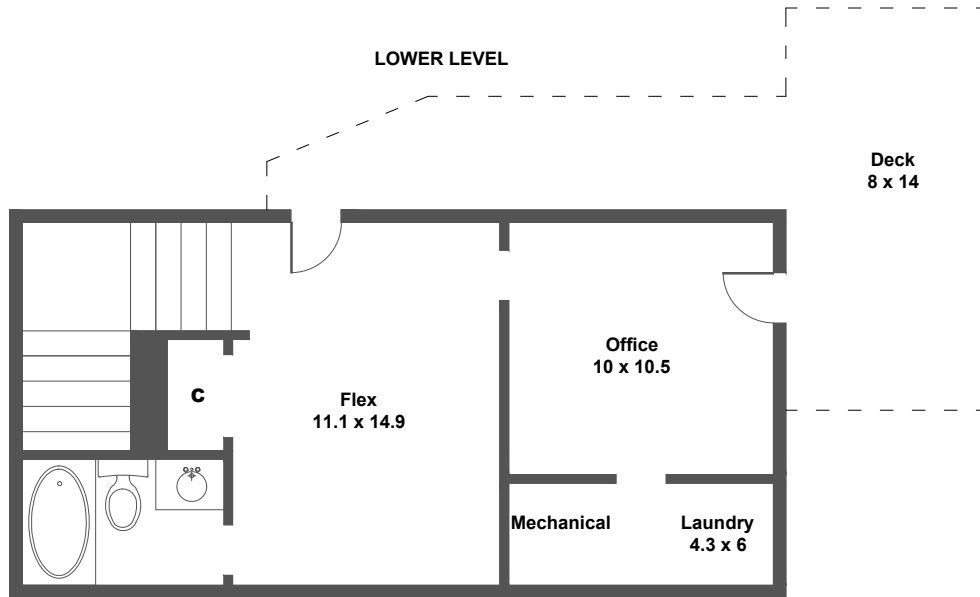 LOWER LEVEL
Deck
8 x 14
Office
10 x 10.5
C
Flex
11.1 x 14.9
Mechanical
Laundry
4.3 x 6